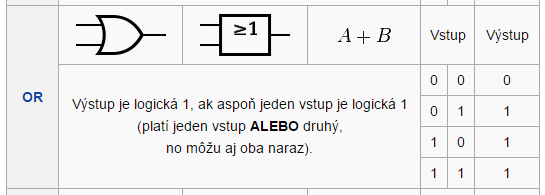 OR
≥1
A + B
Vstup Výstup
Výstup je logická 1, ak aspoň jeden vstup je logická 1
(platí jeden vstup ALEBO druhý,
no môžu aj oba naraz).
0 0 0
0 1 1
1 0 1
1 1 1